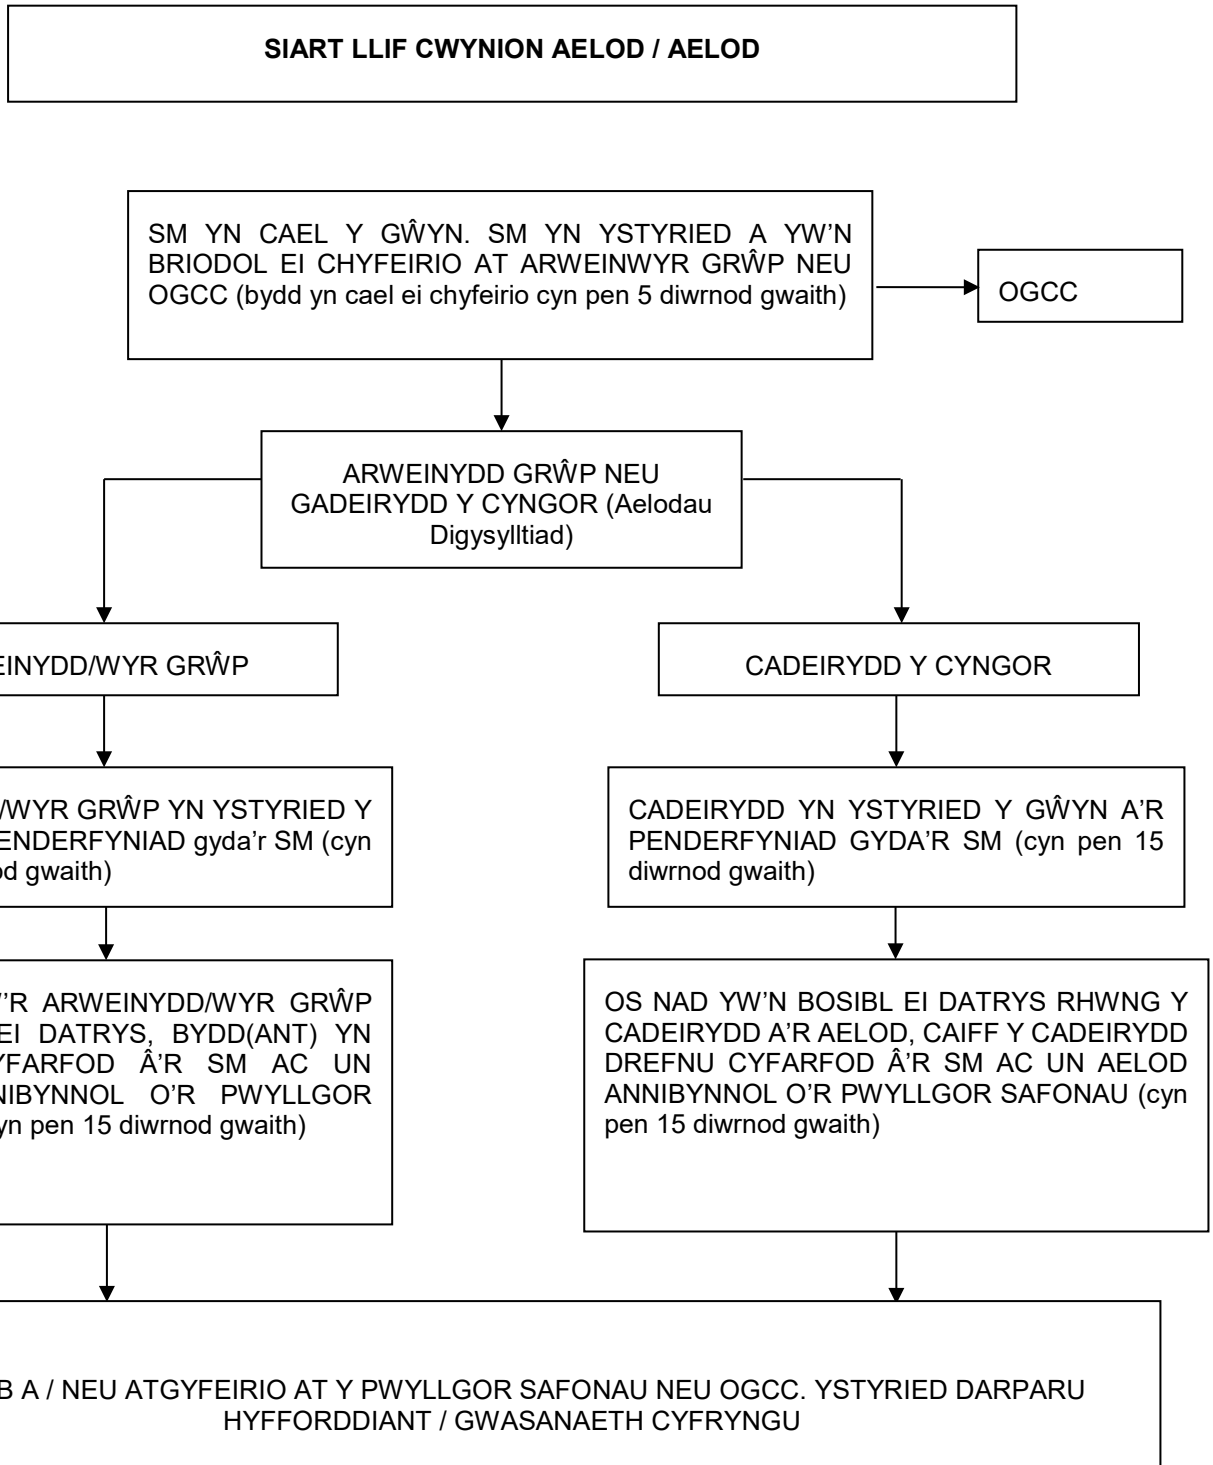 SIART LLIF CWYNION AELOD / AELOD
SM YN CAEL Y GŴYN. SM YN YSTYRIED A YW’N
BRIODOL EI CHYFEIRIO AT ARWEINWYR GRŴP NEU
OGCC (bydd yn cael ei chyfeirio cyn pen 5 diwrnod gwaith)
OGCC
ARWEINYDD GRŴP NEU
GADEIRYDD Y CYNGOR (Aelodau
Digysylltiad)
EINYDD/WYR GRŴP
CADEIRYDD Y CYNGOR
/WYR GRŴP YN YSTYRIED Y
ENDERFYNIAD gyda’r SM (cyn
od gwaith)
CADEIRYDD YN YSTYRIED Y GŴYN A’R
PENDERFYNIAD GYDA’R SM (cyn pen 15
diwrnod gwaith)
’R ARWEINYDD/WYR GRŴP
EI DATRYS, BYDD(ANT) YN
YFARFOD Â’R SM AC UN
NIBYNNOL O’R PWYLLGOR
yn pen 15 diwrnod gwaith)
OS NAD YW’N BOSIBL EI DATRYS RHWNG Y
CADEIRYDD A’R AELOD, CAIFF Y CADEIRYDD
DREFNU CYFARFOD Â’R SM AC UN AELOD
ANNIBYNNOL O’R PWYLLGOR SAFONAU (cyn
pen 15 diwrnod gwaith)
B A / NEU ATGYFEIRIO AT Y PWYLLGOR SAFONAU NEU OGCC. YSTYRIED DARPARU
HYFFORDDIANT / GWASANAETH CYFRYNGU